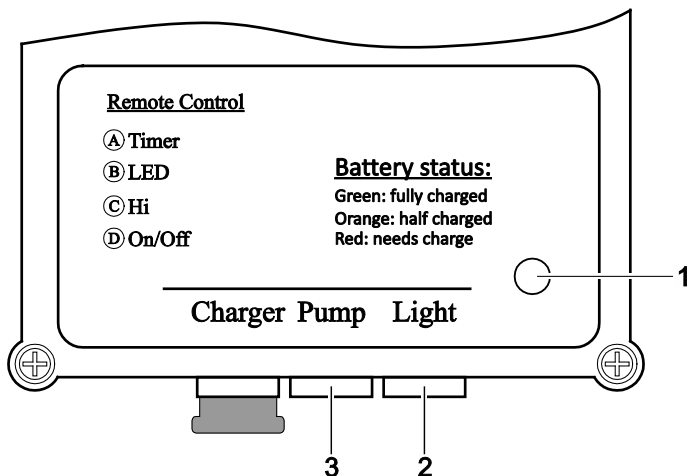 Remote Control
Ⓐ Timer
Ⓑ LED
Ⓒ Hi
Ⓓ On/Off
Battery status:
Green: fully charged
Orange: half charged
Red: needs charge
1
Charger Pump Light
3 2